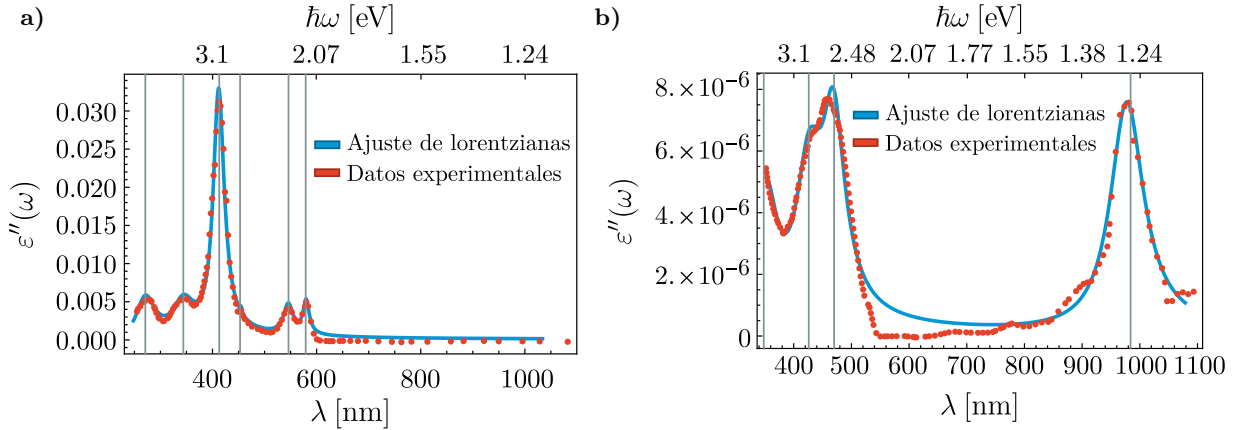 a)
ħω [eV]
3.1 2.07 1.55 1.24
0.030
0.025
0.020
0.015
0.010
0.005
0.000
ε″(ω)
Ajuste de lorentzianas
Datos experimentales
400 600 800 1000
λ [nm]
b)
ħω [eV]
3.1 2.48 2.07 1.77 1.55 1.38 1.24
8.×10⁻⁶
6.×10⁻⁶
4.×10⁻⁶
2.×10⁻⁶
0
ε″(ω)
Ajuste de lorentzianas
Datos experimentales
400 500 600 700 800 900 1000 1100
λ [nm]